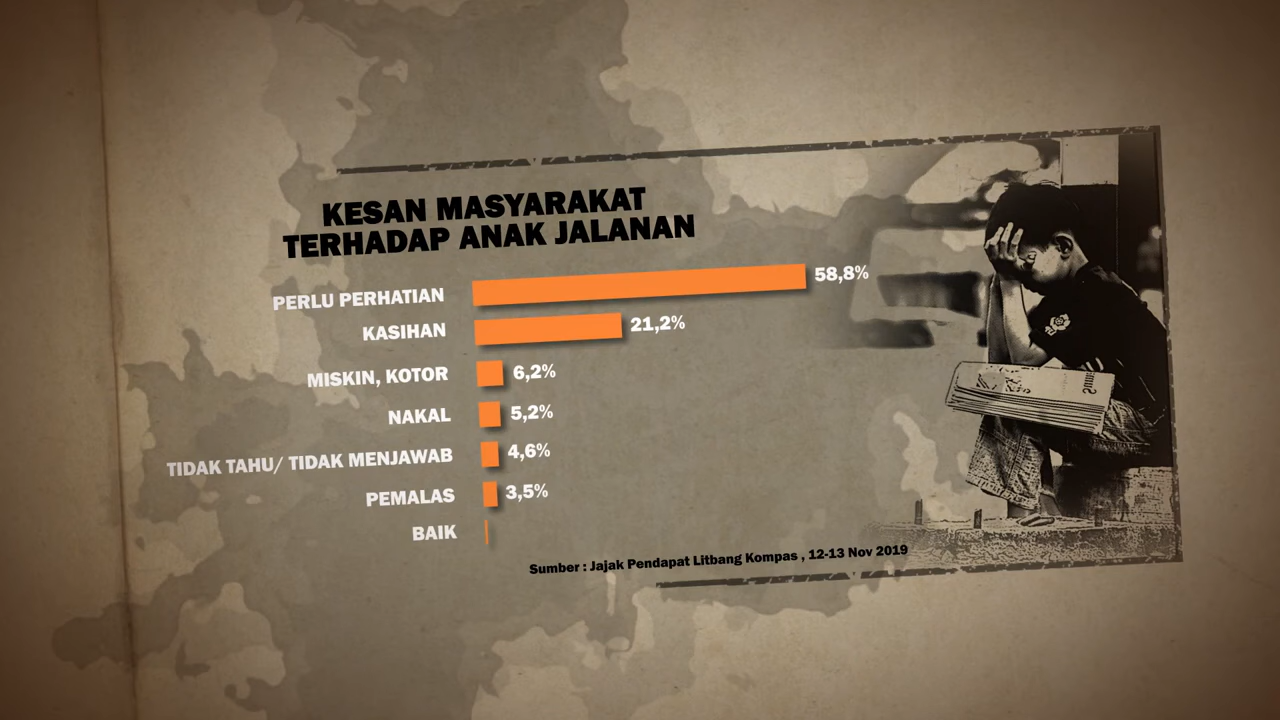 KESAN MASYARAKAT
TERHADAP ANAK JALANAN
PERLU PERHATIAN 58,8%
KASIHAN 21,2%
MISKIN, KOTOR 6,2%
NAKAL 5,2%
TIDAK TAHU/ TIDAK MENJAWAB 4,6%
PEMALAS 3,5%
BAIK
Sumber : Jajak Pendapat Litbang Kompas , 12-13 Nov 2019